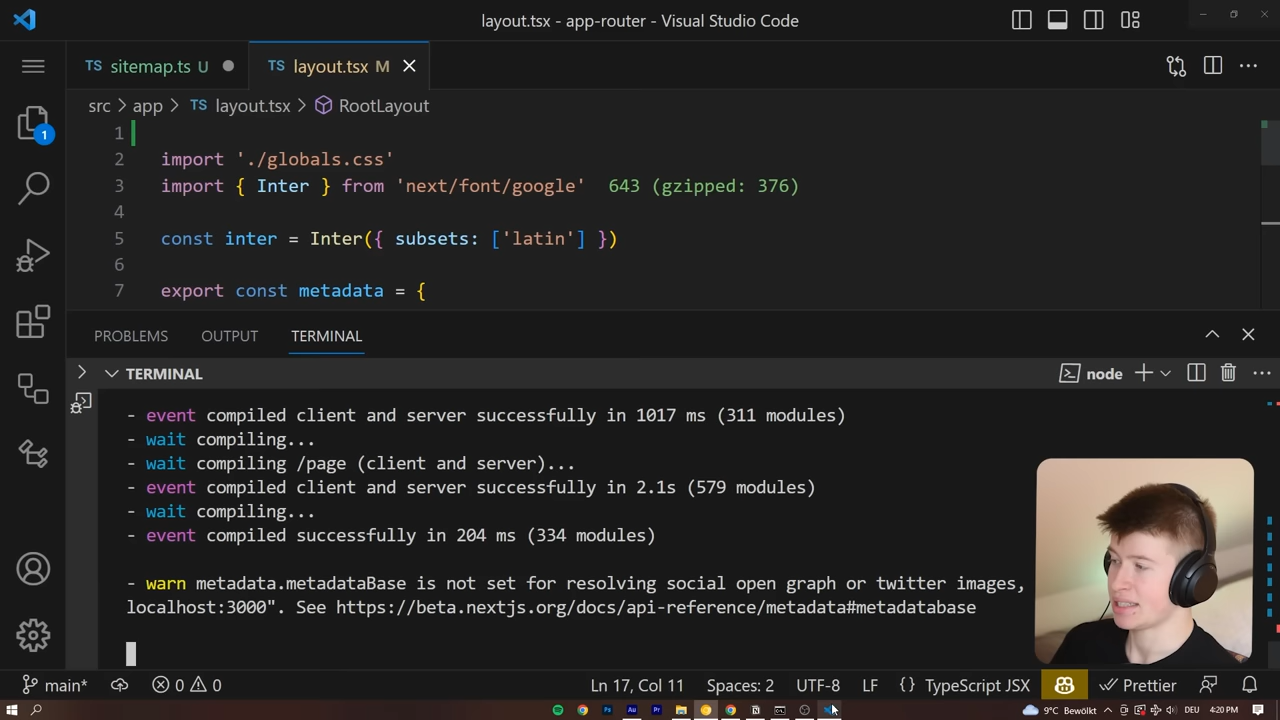 layout.tsx - app-router - Visual Studio Code
TS sitemap.ts U
TS layout.tsx M
src > app > TS layout.tsx > RootLayout
1
2 import './globals.css'
3 import { Inter } from 'next/font/google' 643 (gzipped: 376)
4
5 const inter = Inter({ subsets: ['latin'] })
6
7 export const metadata = {
1
PROBLEMS OUTPUT TERMINAL
TERMINAL
node
- event compiled client and server successfully in 1017 ms (311 modules)
- wait compiling...
- wait compiling /page (client and server)...
- event compiled client and server successfully in 2.1s (579 modules)
- wait compiling...
- event compiled successfully in 204 ms (334 modules)
- warn metadata.metadataBase is not set for resolving social open graph or twitter images,
localhost:3000". See https://beta.nextjs.org/docs/api-reference/metadata#metadatabase
main* 0 0 Ln 17, Col 11 Spaces: 2 UTF-8 LF {} TypeScript JSX Prettier
Ps Au Pr 9°C Bewölkt DEU 4:20 PM